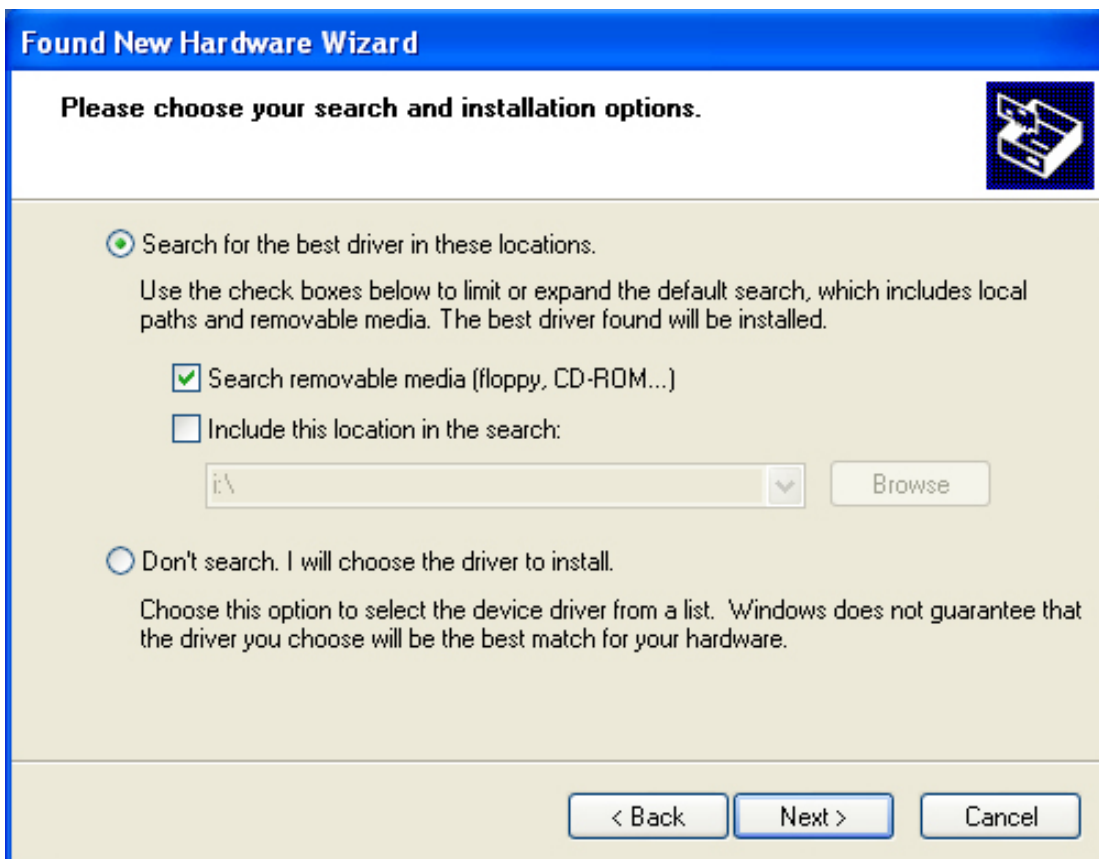 Found New Hardware Wizard
Please choose your search and installation options.
Search for the best driver in these locations.
Use the check boxes below to limit or expand the default search, which includes local
paths and removable media. The best driver found will be installed.
Search removable media (floppy, CD-ROM...)
Include this location in the search:
i:\
Browse
Don't search. I will choose the driver to install.
Choose this option to select the device driver from a list.  Windows does not guarantee that
the driver you choose will be the best match for your hardware.
< Back
Next >
Cancel